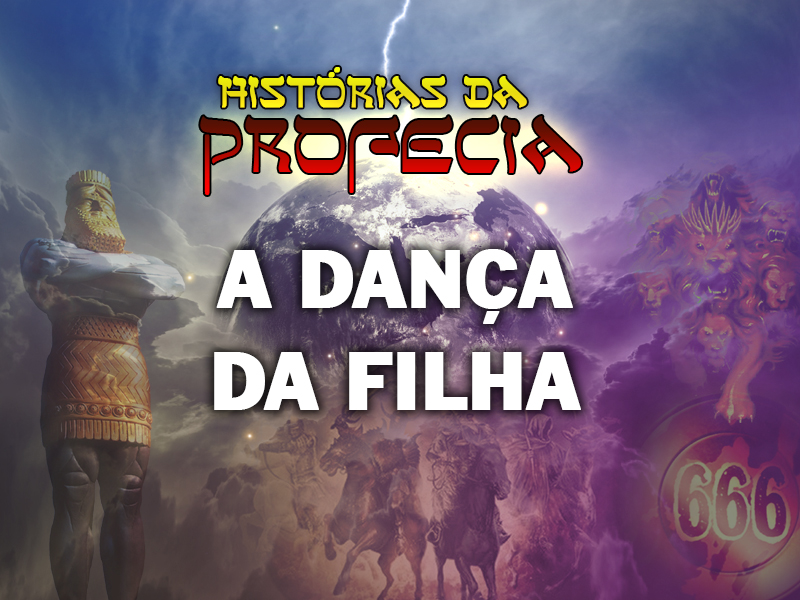 HISTÓRIAS DA
PROFECIA
A DANÇA
DA FILHA
666